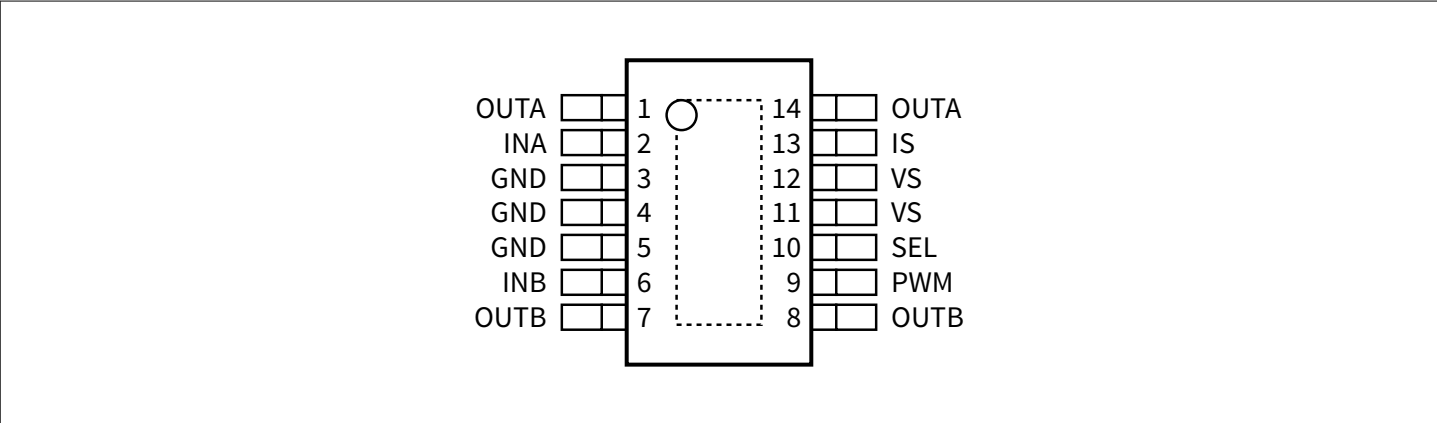 OUTA 1 14 OUTA
INA 2 13 IS
GND 3 12 VS
GND 4 11 VS
GND 5 10 SEL
INB 6 9 PWM
OUTB 7 8 OUTB